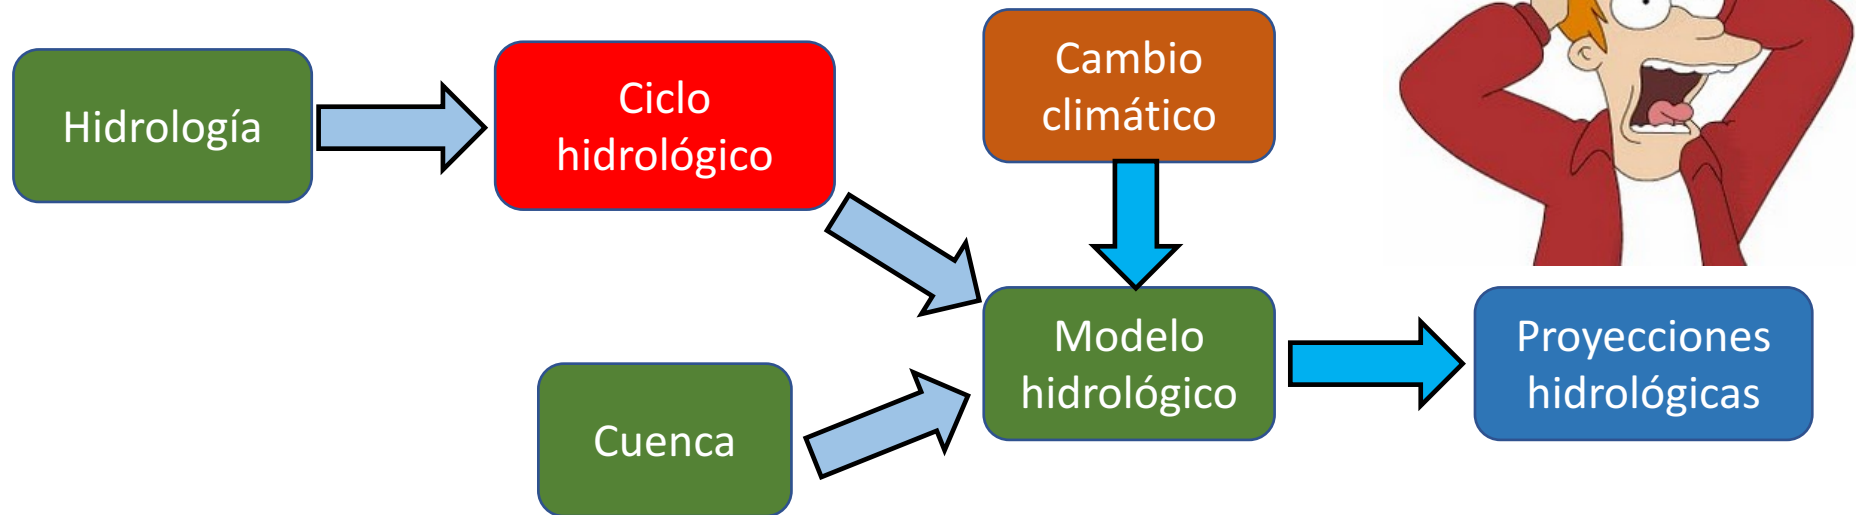 Hidrología
Ciclo
hidrológico
Cambio
climático
Cuenca
Modelo
hidrológico
Proyecciones
hidrológicas